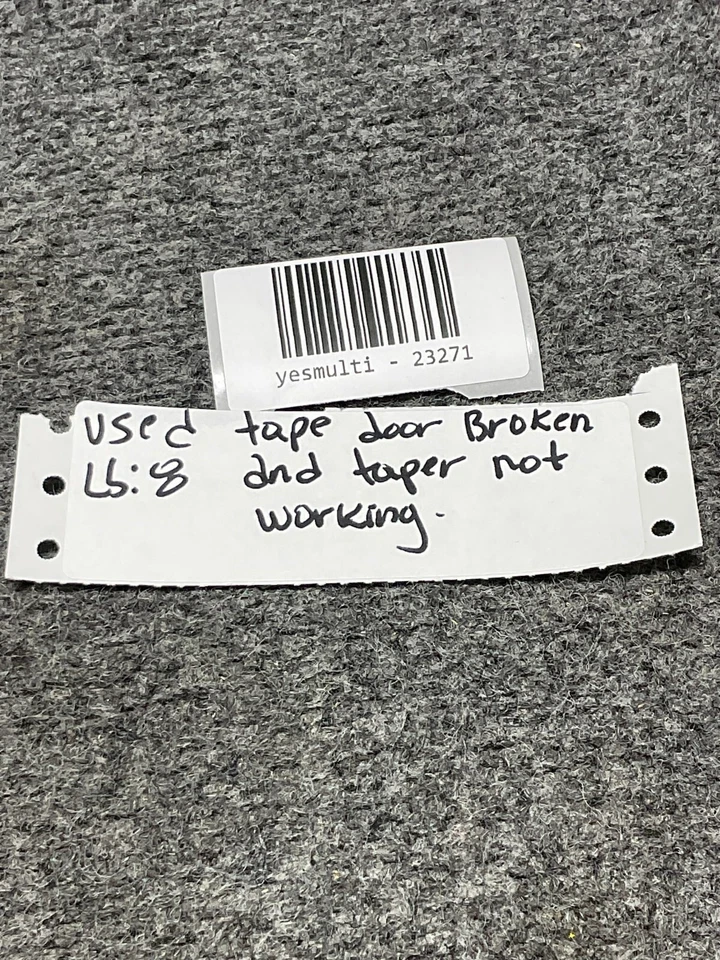 yesmulti - 23271
Used tape door Broken
Lb:8 and taper not
working.